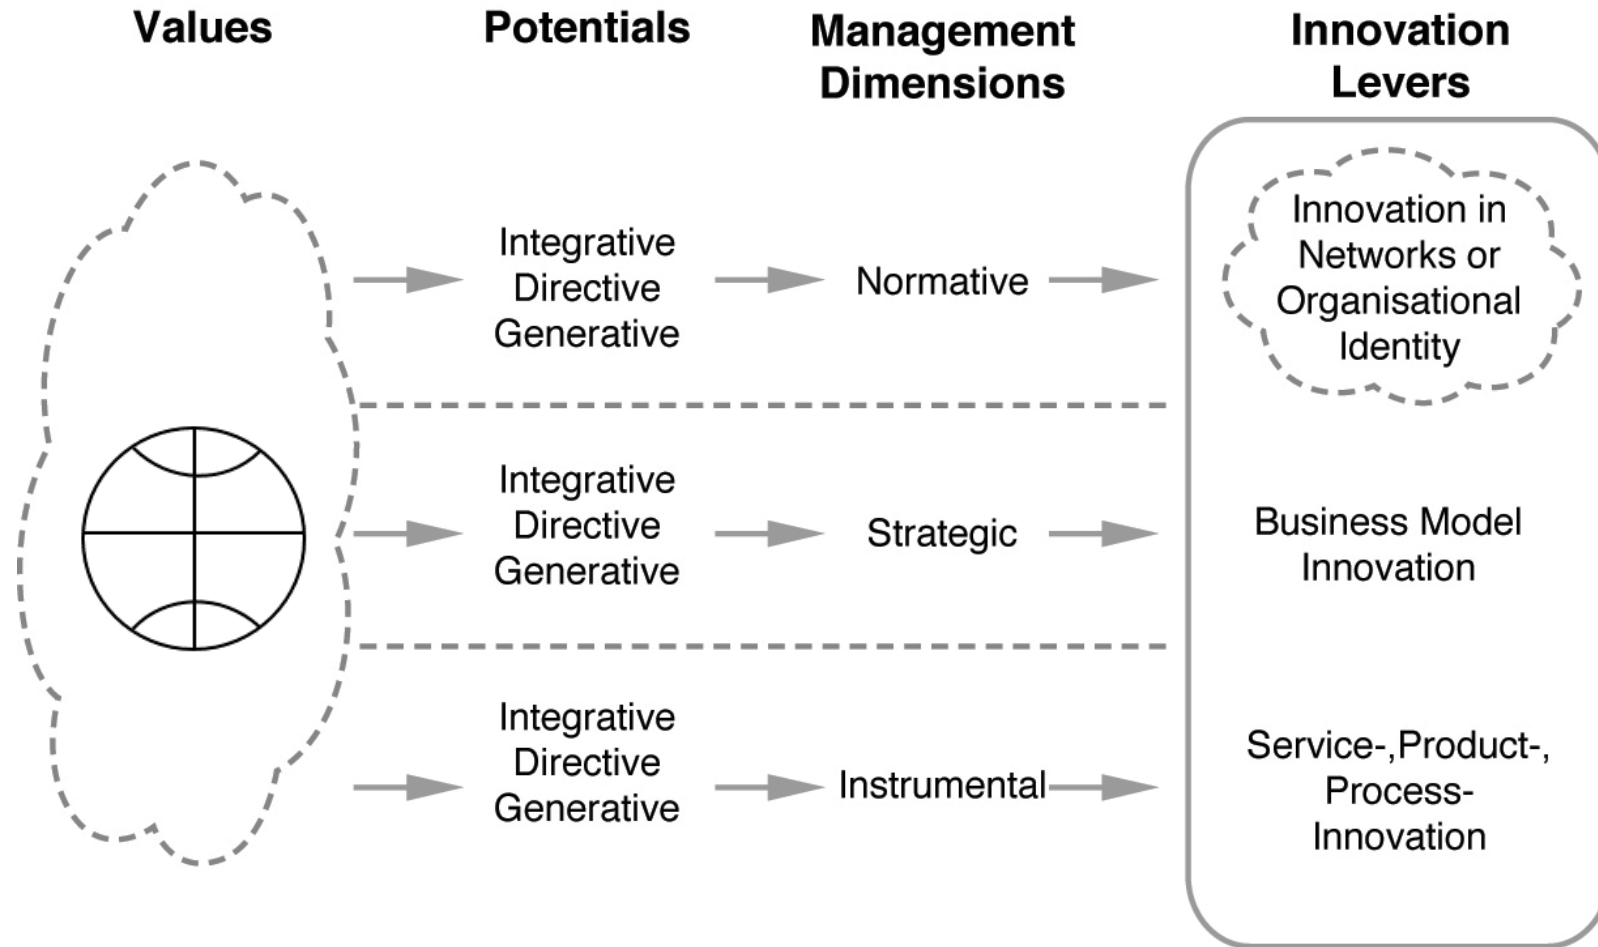 Values
Potentials
Management
Dimensions
Innovation
Levers
Integrative
Directive
Generative
Normative
Innovation in
Networks or
Organisational
Identity
Integrative
Directive
Generative
Strategic
Business Model
Innovation
Integrative
Directive
Generative
Instrumental
Service-,Product-,
Process-
Innovation